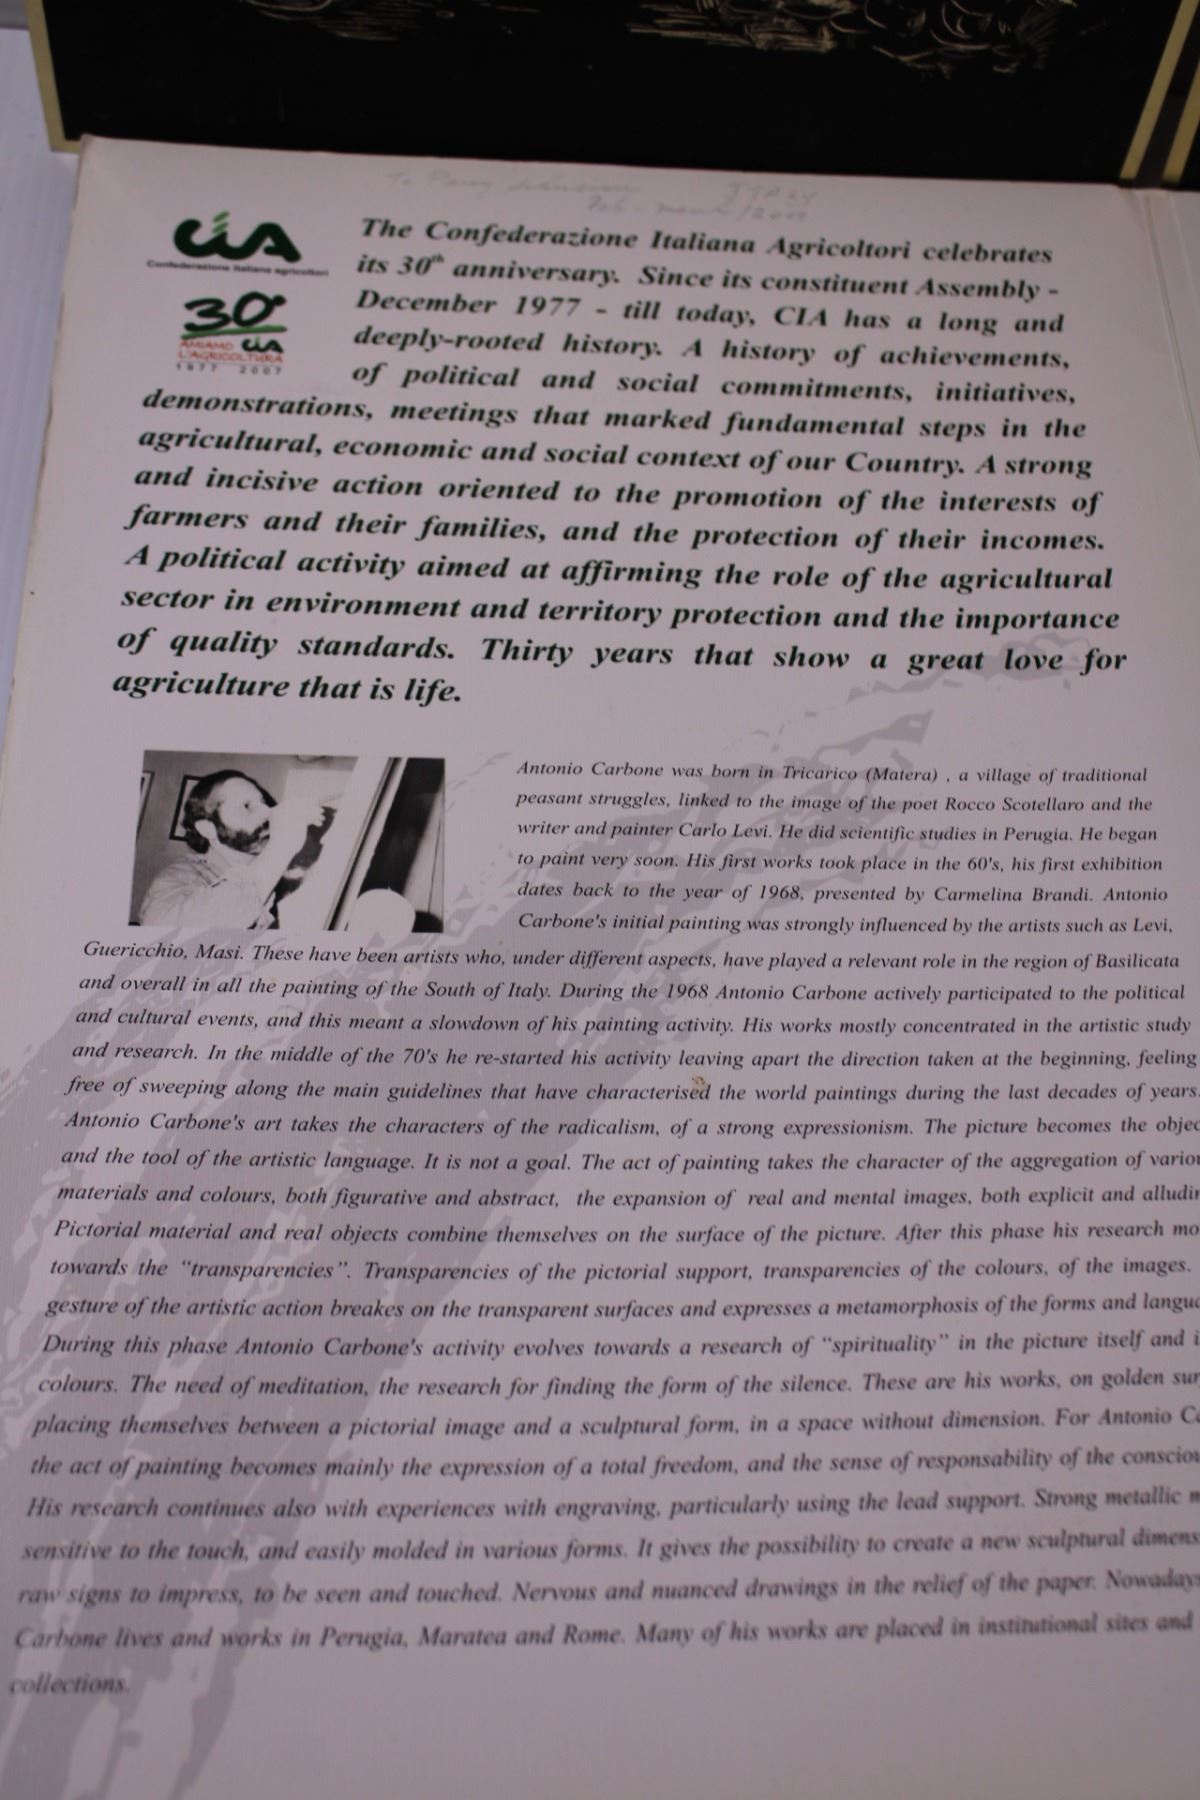 To
ITALY
Feb - March / 2009
CIA
Confederazione italiana agricoltori
30°
AMIAMO CIA
L'AGRICOLTURA
1977 2007
The Confederazione Italiana Agricoltori celebrates
its 30th anniversary. Since its constituent Assembly -
December 1977 - till today, CIA has a long and
deeply-rooted history. A history of achievements,
of political and social commitments, initiatives,
demonstrations, meetings that marked fundamental steps in the
agricultural, economic and social context of our Country. A strong
and incisive action oriented to the promotion of the interests of
farmers and their families, and the protection of their incomes.
A political activity aimed at affirming the role of the agricultural
sector in environment and territory protection and the importance
of quality standards. Thirty years that show a great love for
agriculture that is life.
Antonio Carbone was born in Tricarico (Matera) , a village of traditional
peasant struggles, linked to the image of the poet Rocco Scotellaro and the
writer and painter Carlo Levi. He did scientific studies in Perugia. He began
to paint very soon. His first works took place in the 60's, his first exhibition
dates back to the year of 1968, presented by Carmelina Brandi. Antonio
Carbone's initial painting was strongly influenced by the artists such as Levi,
Guericchio, Masi. These have been artists who, under different aspects, have played a relevant role in the region of Basilicata
and overall in all the painting of the South of Italy. During the 1968 Antonio Carbone actively participated to the political
and cultural events, and this meant a slowdown of his painting activity. His works mostly concentrated in the artistic study
and research. In the middle of the 70's he re-started his activity leaving apart the direction taken at the beginning, feeling
free of sweeping along the main guidelines that have characterised the world paintings during the last decades of years.
Antonio Carbone's art takes the characters of the radicalism, of a strong expressionism. The picture becomes the objec
and the tool of the artistic language. It is not a goal. The act of painting takes the character of the aggregation of variou
materials and colours, both figurative and abstract, the expansion of real and mental images, both explicit and alludin
Pictorial material and real objects combine themselves on the surface of the picture. After this phase his research mo
towards the “transparencies”. Transparencies of the pictorial support, transparencies of the colours, of the images.
gesture of the artistic action breakes on the transparent surfaces and expresses a metamorphosis of the forms and langua
During this phase Antonio Carbone's activity evolves towards a research of “spirituality” in the picture itself and i
colours. The need of meditation, the research for finding the form of the silence. These are his works, on golden sur
placing themselves between a pictorial image and a sculptural form, in a space without dimension. For Antonio Ca
the act of painting becomes mainly the expression of a total freedom, and the sense of responsability of the consciou
His research continues also with experiences with engraving, particularly using the lead support. Strong metallic m
sensitive to the touch, and easily molded in various forms. It gives the possibility to create a new sculptural dimens
raw signs to impress, to be seen and touched. Nervous and nuanced drawings in the relief of the paper. Nowadays
Carbone lives and works in Perugia, Maratea and Rome. Many of his works are placed in institutional sites and
collections.